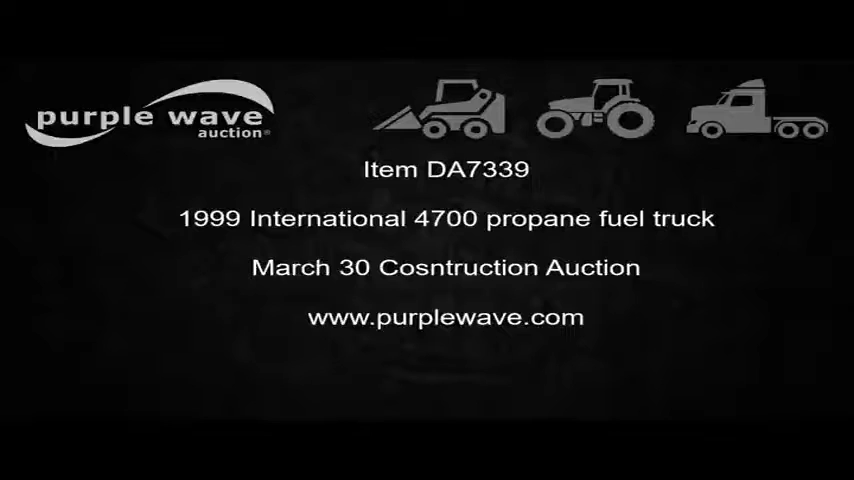 purple wave
auction®
Item DA7339
1999 International 4700 propane fuel truck
March 30 Cosntruction Auction
www.purplewave.com